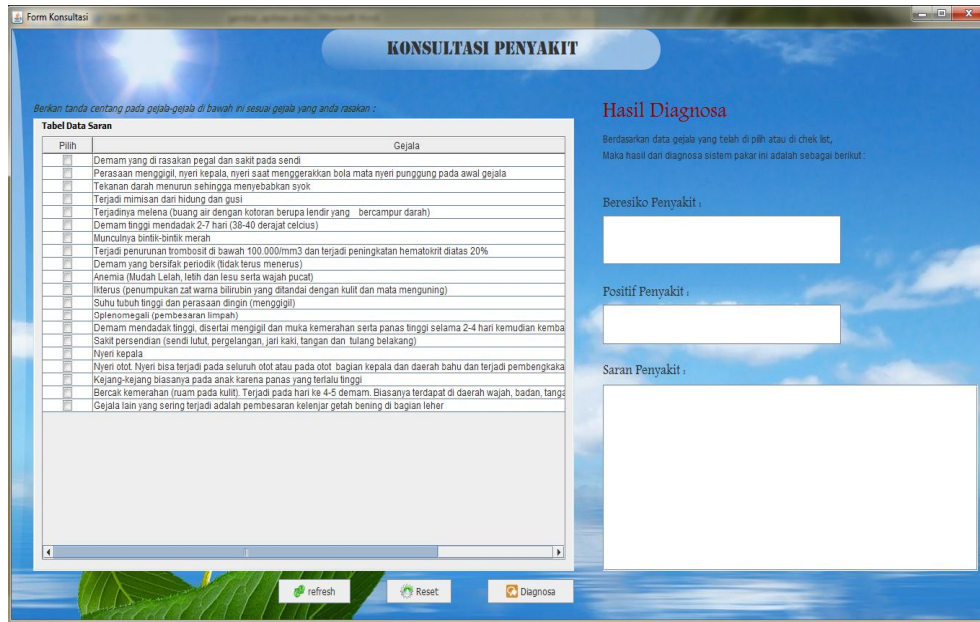 Form Konsultasi
KONSULTASI PENYAKIT
Berikan tanda centang pada gejala-gejala di bawah ini sesuai gejala yang anda rasakan :
Tabel Data Saran
Pilih Gejala
Demam yang di rasakan pegal dan sakit pada sendi
Perasaan menggigil, nyeri kepala, nyeri saat menggerakkan bola mata nyeri punggung pada awal gejala
Tekanan darah menurun sehingga menyebabkan syok
Terjadi mimisan dari hidung dan gusi
Terjadinya melena (buang air dengan kotoran berupa lendir yang bercampur darah)
Demam tinggi mendadak 2-7 hari (38-40 derajat celcius)
Munculnya bintik-bintik merah
Terjadi penurunan trombosit di bawah 100.000/mm3 dan terjadi peningkatan hematokrit diatas 20%
Demam yang bersifak periodik (tidak terus menerus)
Anemia (Mudah Lelah, letih dan lesu serta wajah pucat)
Ikterus (penumpukan zat warna bilirubin yang ditandai dengan kulit dan mata menguning)
Suhu tubuh tinggi dan perasaan dingin (menggigil)
Splenomegali (pembesaran limpah)
Demam mendadak tinggi, disertai mengigil dan muka kemerahan serta panas tinggi selama 2-4 hari kemudian kemba
Sakit persendian (sendi lutut, pergelangan, jari kaki, tangan dan tulang belakang)
Nyeri kepala
Nyeri otot. Nyeri bisa terjadi pada seluruh otot atau pada otot bagian kepala dan daerah bahu dan terjadi pembengkaka
Kejang-kejang biasanya pada anak karena panas yang terlalu tinggi
Bercak kemerahan (ruam pada kulit). Terjadi pada hari ke 4-5 demam. Biasanya terdapat di daerah wajah, badan, tanga
Gejala lain yang sering terjadi adalah pembesaran kelenjar getah bening di bagian leher
refresh Reset Diagnosa
Hasil Diagnosa
Berdasarkan data gejala yang telah di pilih atau di chek list,
Maka hasil dari diagnosa sistem pakar ini adalah sebagai berikut :
Beresiko Penyakit :
Positif Penyakit :
Saran Penyakit :